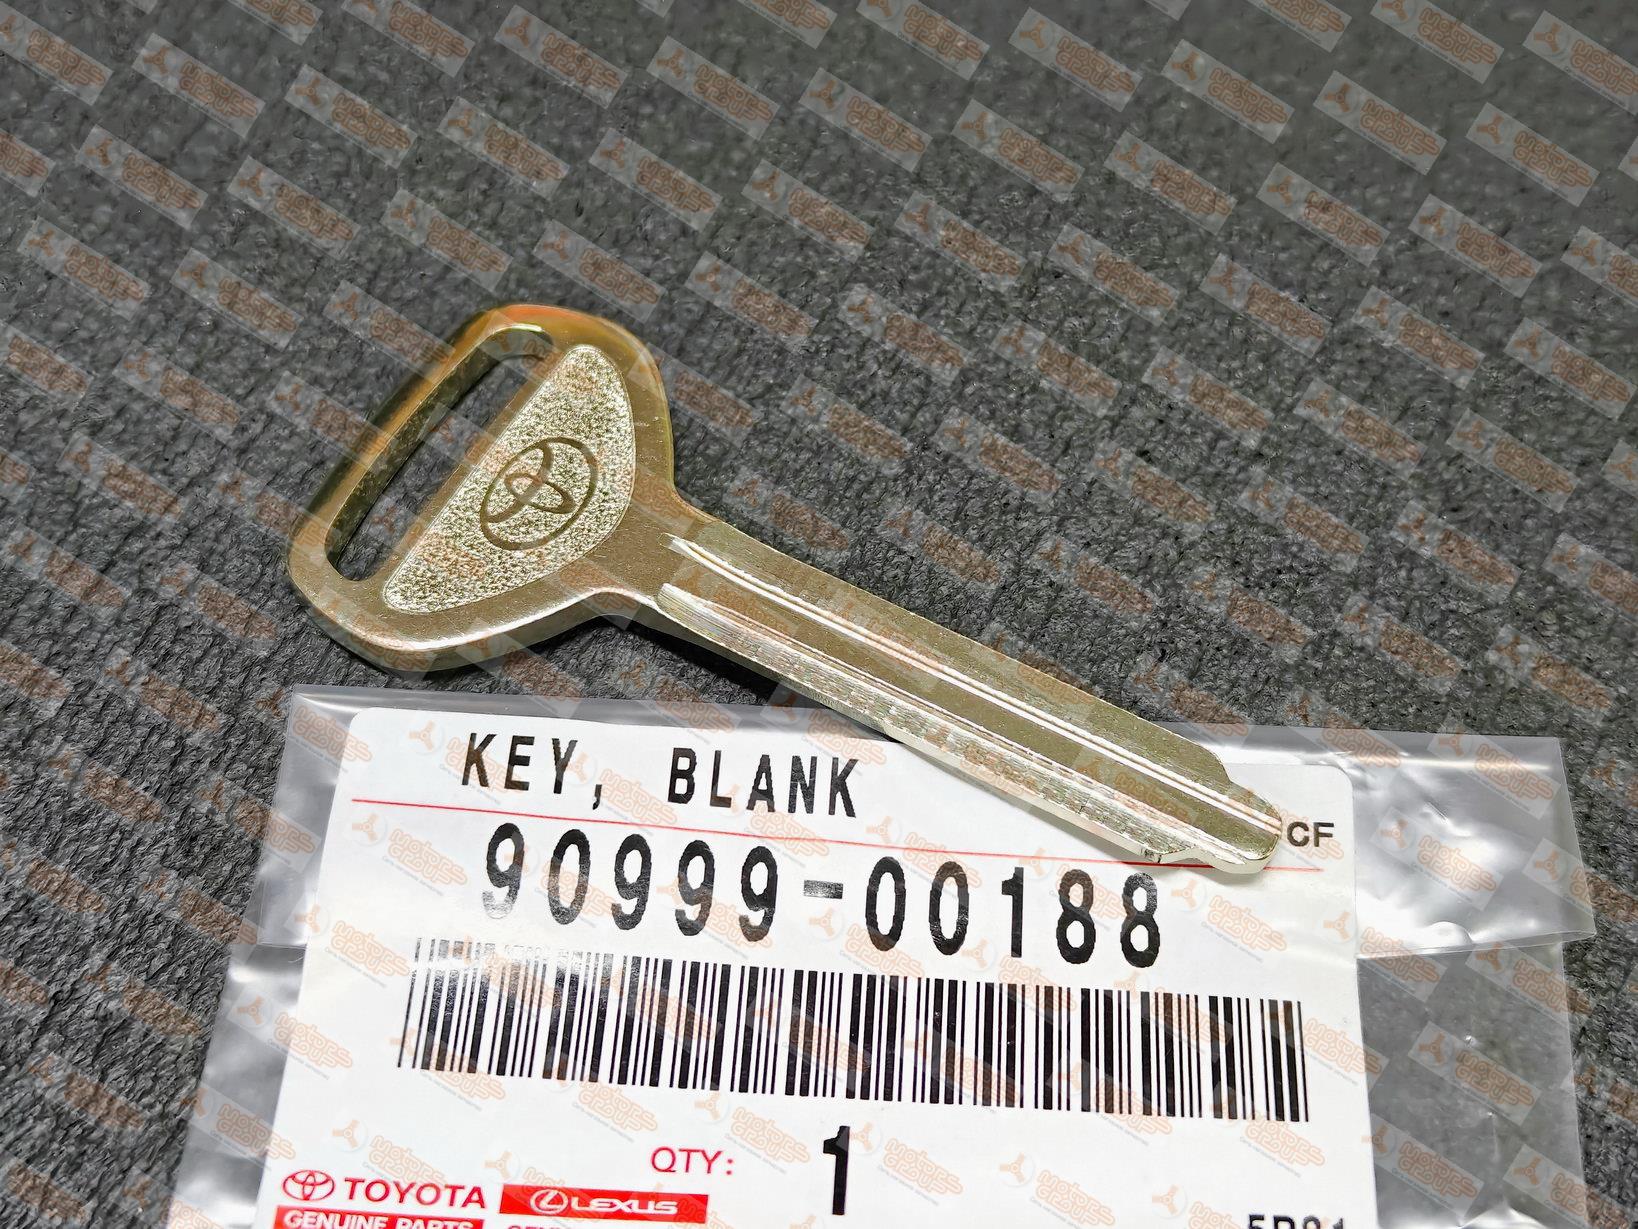 KEY, BLANK
CF
90999-00188
QTY: 1
TOYOTA LEXUS
GENUINE PARTS